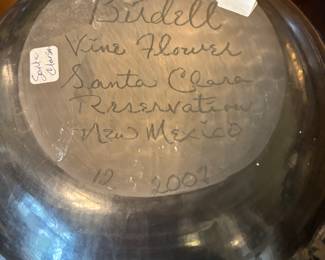 Birdell
Vine Flower
Santa Clara
Reservation
New Mexico
12 2002
Santa
Clara